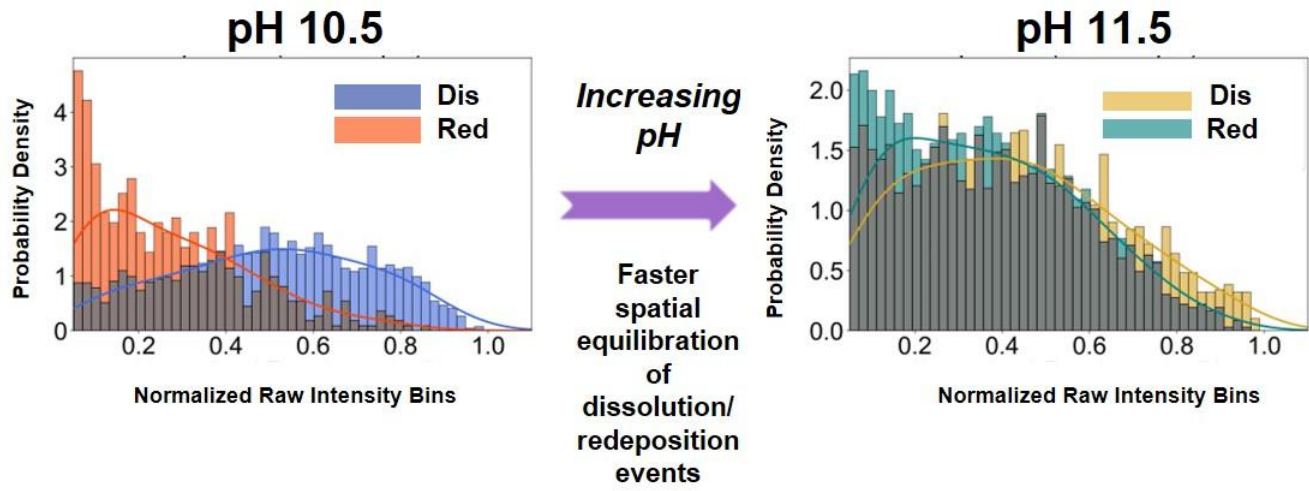 pH 10.5
Probability Density
4
3
2
1
0
Dis
Red
0.2 0.4 0.6 0.8 1.0
Normalized Raw Intensity Bins
Increasing
pH
Faster
spatial
equilibration
of
dissolution/
redeposition
events
pH 11.5
Probability Density
2.0
1.5
1.0
0.5
0.0
Dis
Red
0.2 0.4 0.6 0.8 1.0
Normalized Raw Intensity Bins